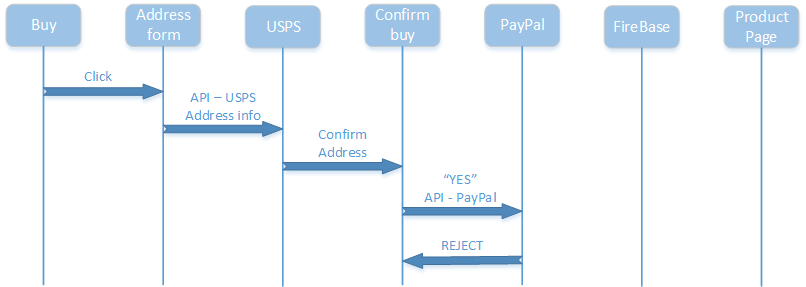 Buy
Address
form
USPS
Confirm
buy
PayPal
FireBase
Product
Page
Click
API – USPS
Address info
Confirm
Address
“YES”
API - PayPal
REJECT